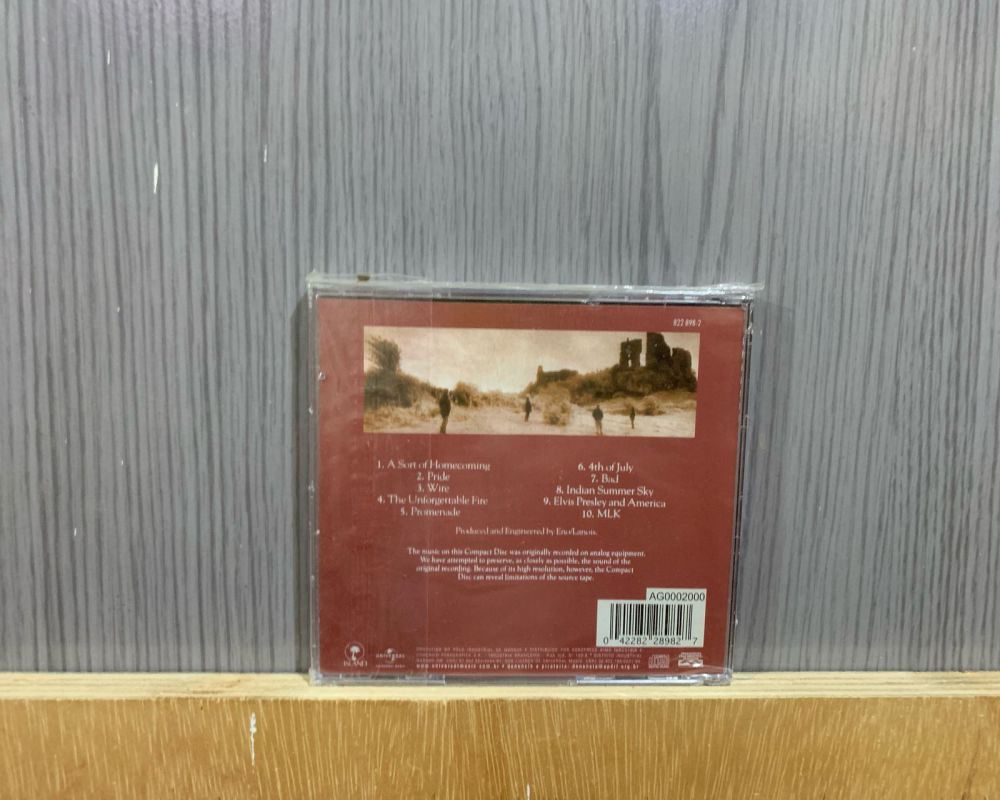 822 898-2
1. A Sort of Homecoming
2. Pride
3. Wire
4. The Unforgettable Fire
5. Promenade
6. 4th of July
7. Bad
8. Indian Summer Sky
9. Elvis Presley and America
10. MLK
Produced and Engineered by Eno/Lanois.
The music on this Compact Disc was originally recorded on analog equipment.
We have attempted to preserve, as closely as possible, the sound of the
original recording. Because of its high resolution, however, the Compact
Disc can reveal limitations of the source tape.
AG0002000
0 42282 28982 7
ISLAND
UNIVERSAL